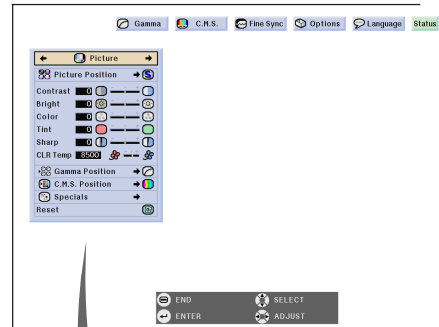 Gamma C.M.S. Fine Sync Options Language Status
Picture
Picture Position S
Contrast 0
Bright 0
Color 0
Tint 0
Sharp 0
CLR Temp 8500
Gamma Position
C.M.S. Position
Specials
Reset
END SELECT
ENTER ADJUST